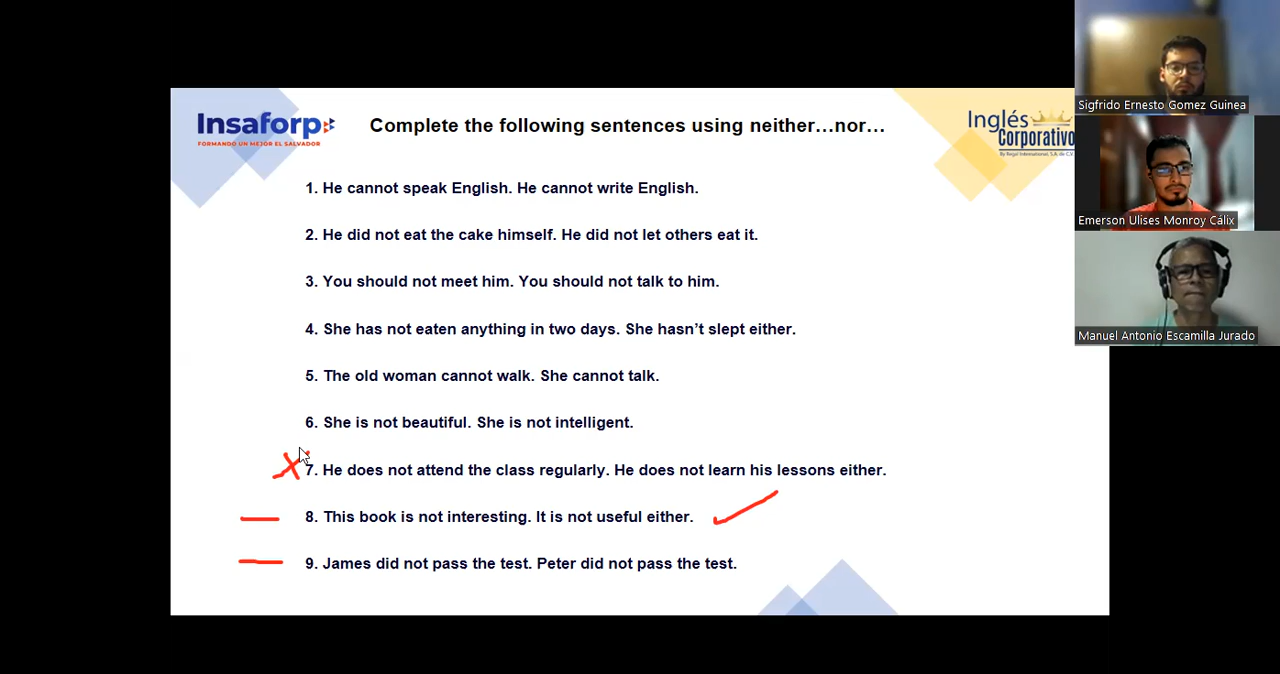 Insaforp
FORMANDO UN MEJOR EL SALVADOR
Complete the following sentences using neither…nor…
Inglés
Corporativo
By Regal International, S.A. de C.V.
1. He cannot speak English. He cannot write English.
2. He did not eat the cake himself. He did not let others eat it.
3. You should not meet him. You should not talk to him.
4. She has not eaten anything in two days. She hasn’t slept either.
5. The old woman cannot walk. She cannot talk.
6. She is not beautiful. She is not intelligent.
7. He does not attend the class regularly. He does not learn his lessons either.
8. This book is not interesting. It is not useful either.
9. James did not pass the test. Peter did not pass the test.
Sigfrido Ernesto Gomez Guinea
Emerson Ulises Monroy Cálix
Manuel Antonio Escamilla Jurado